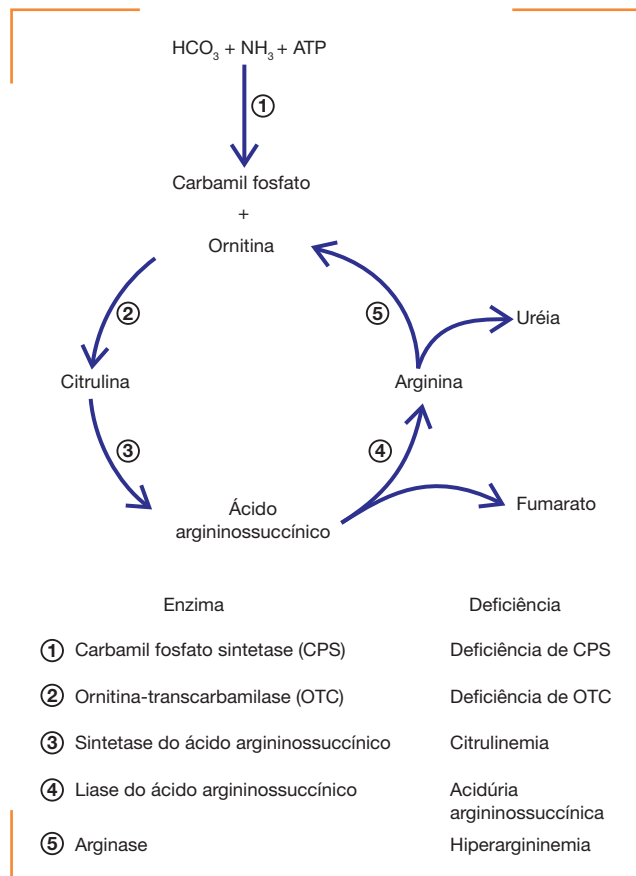 HCO3 + NH3 + ATP
1
Carbamil fosfato
+
Ornitina
2
5
Uréia
Citrulina
Arginina
3
4
Ácido
argininossuccínico
Fumarato
Enzima
Deficiência
1 Carbamil fosfato sintetase (CPS)
Deficiência de CPS
2 Ornitina-transcarbamilase (OTC)
Deficiência de OTC
3 Sintetase do ácido argininossuccínico
Citrulinemia
4 Liase do ácido argininossuccínico
Acidúria
argininossuccínica
5 Arginase
Hiperargininemia